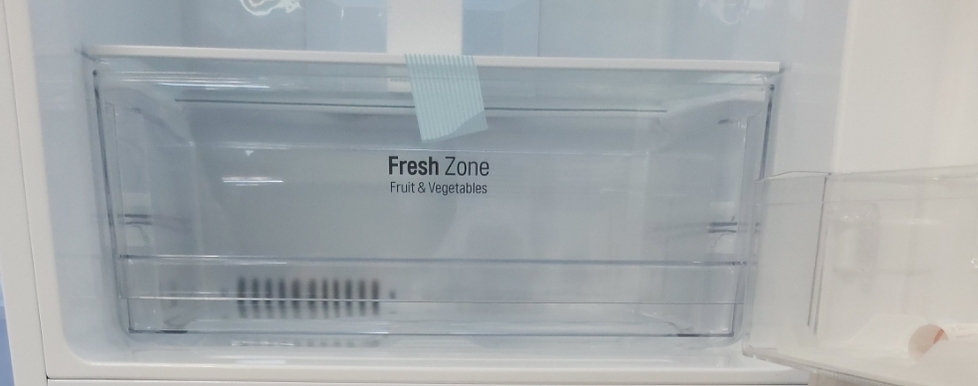 Fresh Zone
Fruit & Vegetables